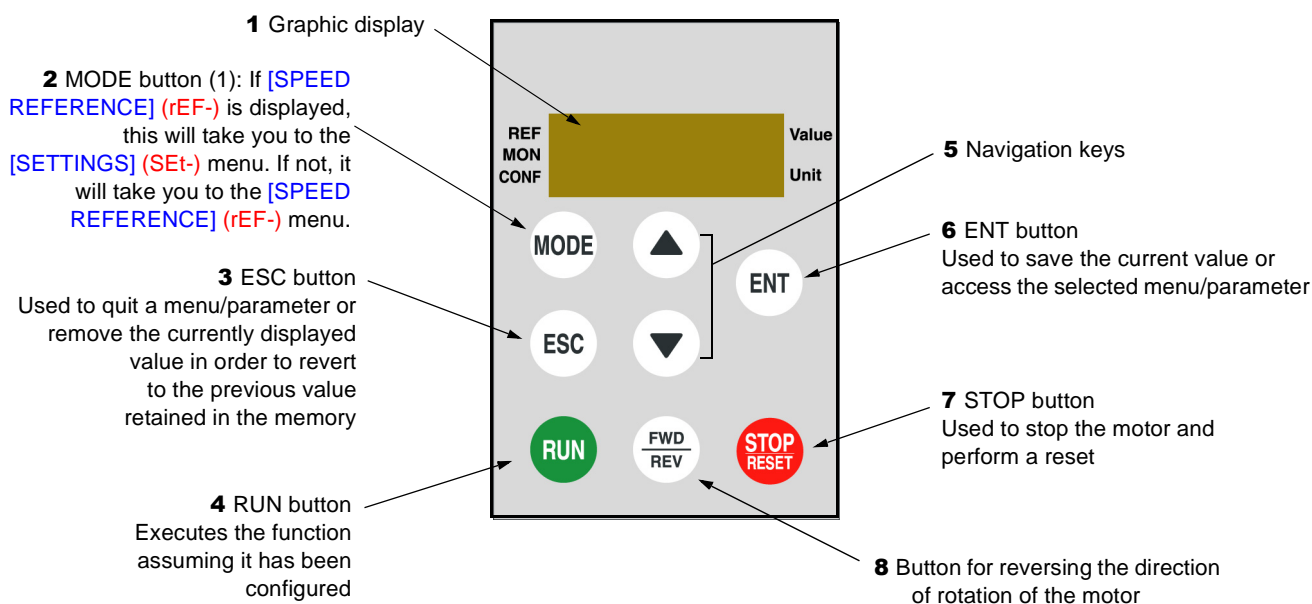 1 Graphic display
2 MODE button (1): If [SPEED
REFERENCE] (rEF-) is displayed,
this will take you to the
[SETTINGS] (SEt-) menu. If not, it
will take you to the [SPEED
REFERENCE] (rEF-) menu.
3 ESC button
Used to quit a menu/parameter or
remove the currently displayed
value in order to revert
to the previous value
retained in the memory
4 RUN button
Executes the function
assuming it has been
configured
REF
MON
CONF
Value
Unit
MODE
ENT
ESC
RUN
FWD
REV
STOP
RESET
5 Navigation keys
6 ENT button
Used to save the current value or
access the selected menu/parameter
7 STOP button
Used to stop the motor and
perform a reset
8 Button for reversing the direction
of rotation of the motor